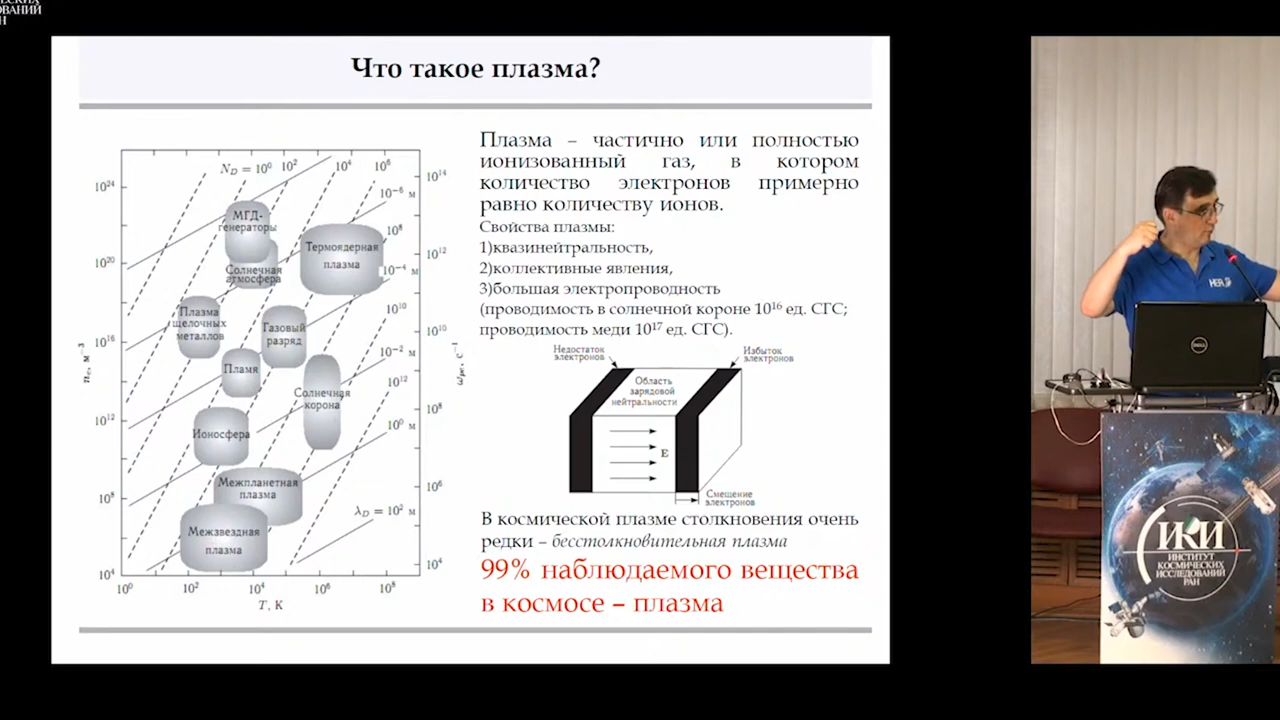 ОВАНИЙ
Что такое плазма?
Плазма – частично или полностью
ионизованный газ, в котором
количество электронов примерно
равно количеству ионов.
Свойства плазмы:
1)квазинейтральность,
2)коллективные явления,
3)большая электропроводность
(проводимость в солнечной короне 10¹⁶ ед. СГС;
проводимость меди 10¹⁷ ед. СГС).
Недостаток
электронов
Избыток
электронов
Область
зарядовой
нейтральности
E
Смещение
электронов
В космической плазме столкновения очень
редки – бесстолкновительная плазма
99% наблюдаемого вещества
в космосе – плазма
N_D = 10⁰ 10² 10⁴ 10⁶
10⁻⁶ м
10⁸
10⁻⁴ м
10¹⁰
10⁻² м
10¹²
10⁰ м
λ_D = 10² м
МГД-
генераторы
Термоядерная
плазма
Солнечная
атмосфера
Плазма
щелочных
металлов
Газовый
разряд
Пламя
Солнечная
корона
Ионосфера
Межпланетная
плазма
Межзвездная
плазма
10²⁴
10²⁰
10¹⁶
10¹²
10⁸
10⁴
n_e, м⁻³
10¹⁴
10¹²
10¹⁰
10⁸
10⁶
10⁴
ω_pe, с⁻¹
10⁰ 10² 10⁴ 10⁶ 10⁸
T, К
DELL
ИКИ
ИНСТИТУТ
КОСМИЧЕСКИХ
ИССЛЕДОВАНИЙ
РАН